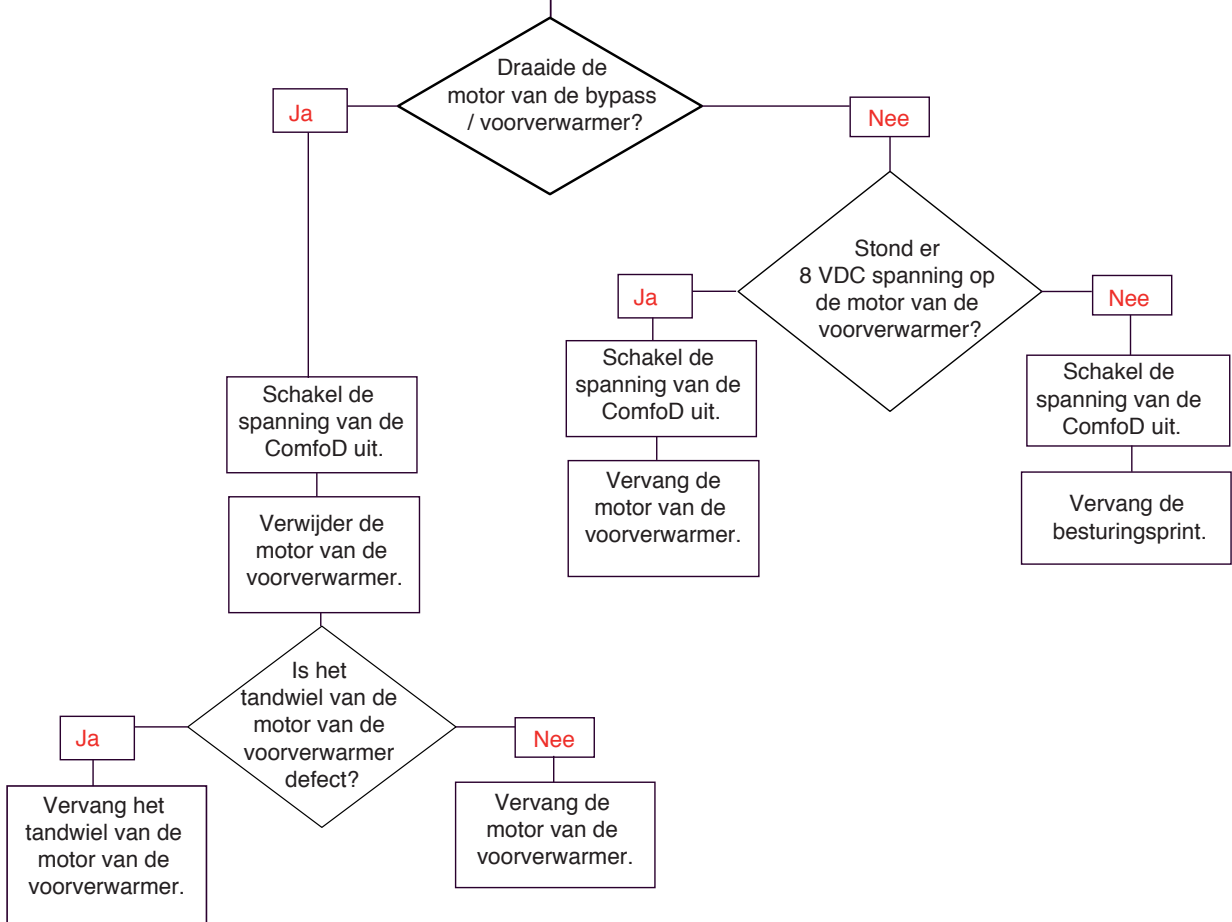 Draaide de
motor van de bypass
/ voorverwarmer?
Ja
Nee
Stond er
8 VDC spanning op
de motor van de
voorverwarmer?
Ja
Nee
Schakel de
spanning van de
ComfoD uit.
Vervang de
motor van de
voorverwarmer.
Schakel de
spanning van de
ComfoD uit.
Vervang de
besturingsprint.
Schakel de
spanning van de
ComfoD uit.
Verwijder de
motor van de
voorverwarmer.
Is het
tandwiel van de
motor van de
voorverwarmer
defect?
Ja
Nee
Vervang het
tandwiel van de
motor van de
voorverwarmer.
Vervang de
motor van de
voorverwarmer.